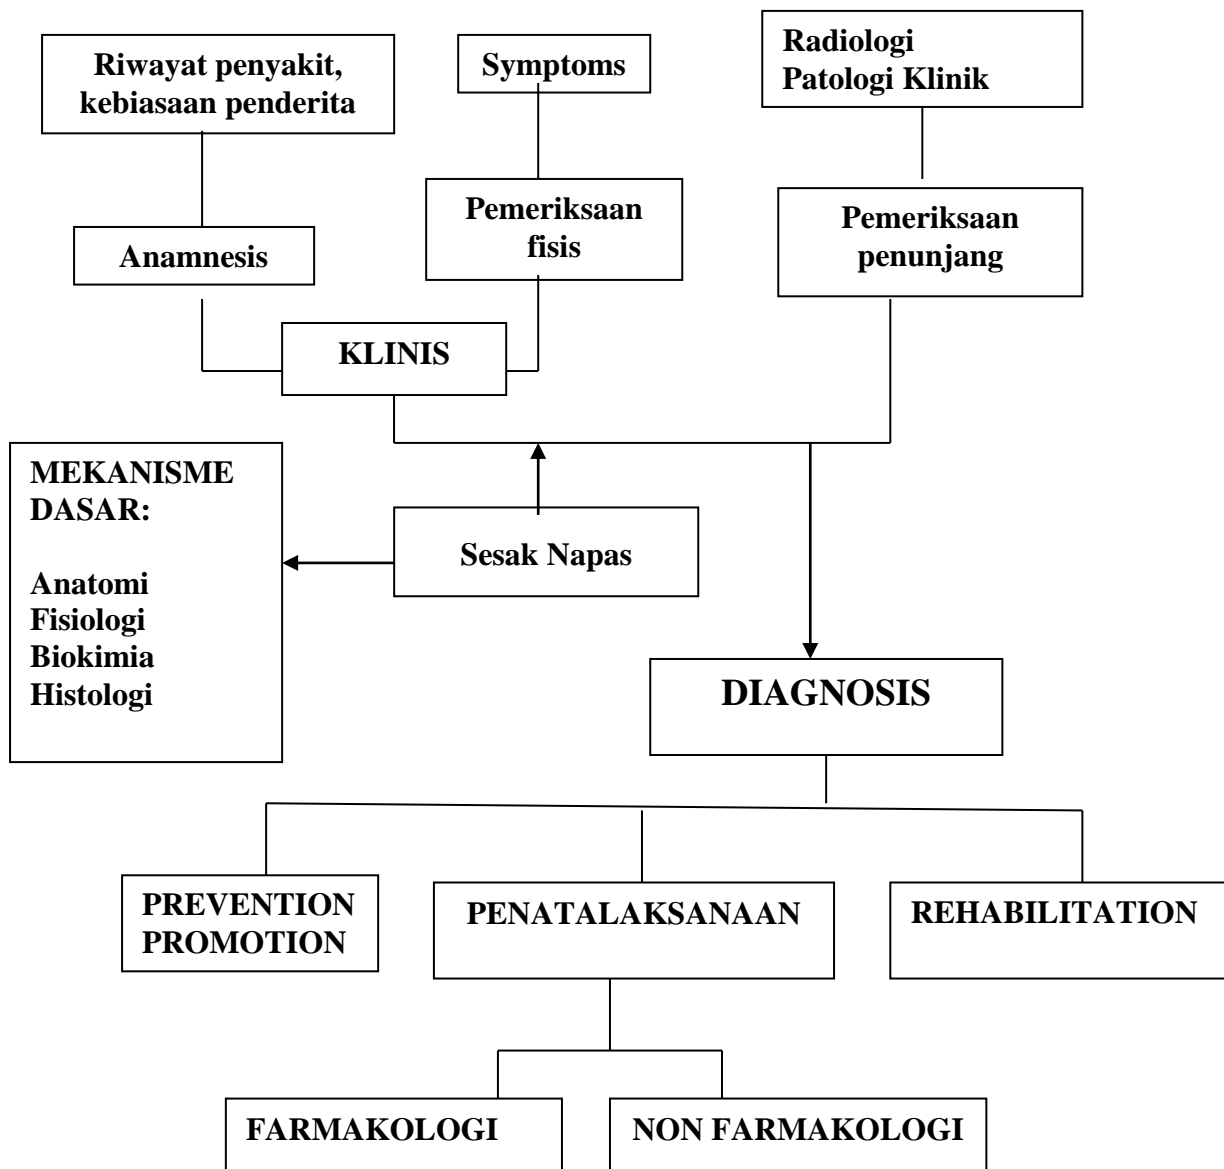 Riwayat penyakit,
kebiasaan penderita
Symptoms
Radiologi
Patologi Klinik
Anamnesis
Pemeriksaan
fisis
Pemeriksaan
penunjang
KLINIS
MEKANISME
DASAR:
Anatomi
Fisiologi
Biokimia
Histologi
Sesak Napas
DIAGNOSIS
PREVENTION
PROMOTION
PENATALAKSANAAN
REHABILITATION
FARMAKOLOGI
NON FARMAKOLOGI